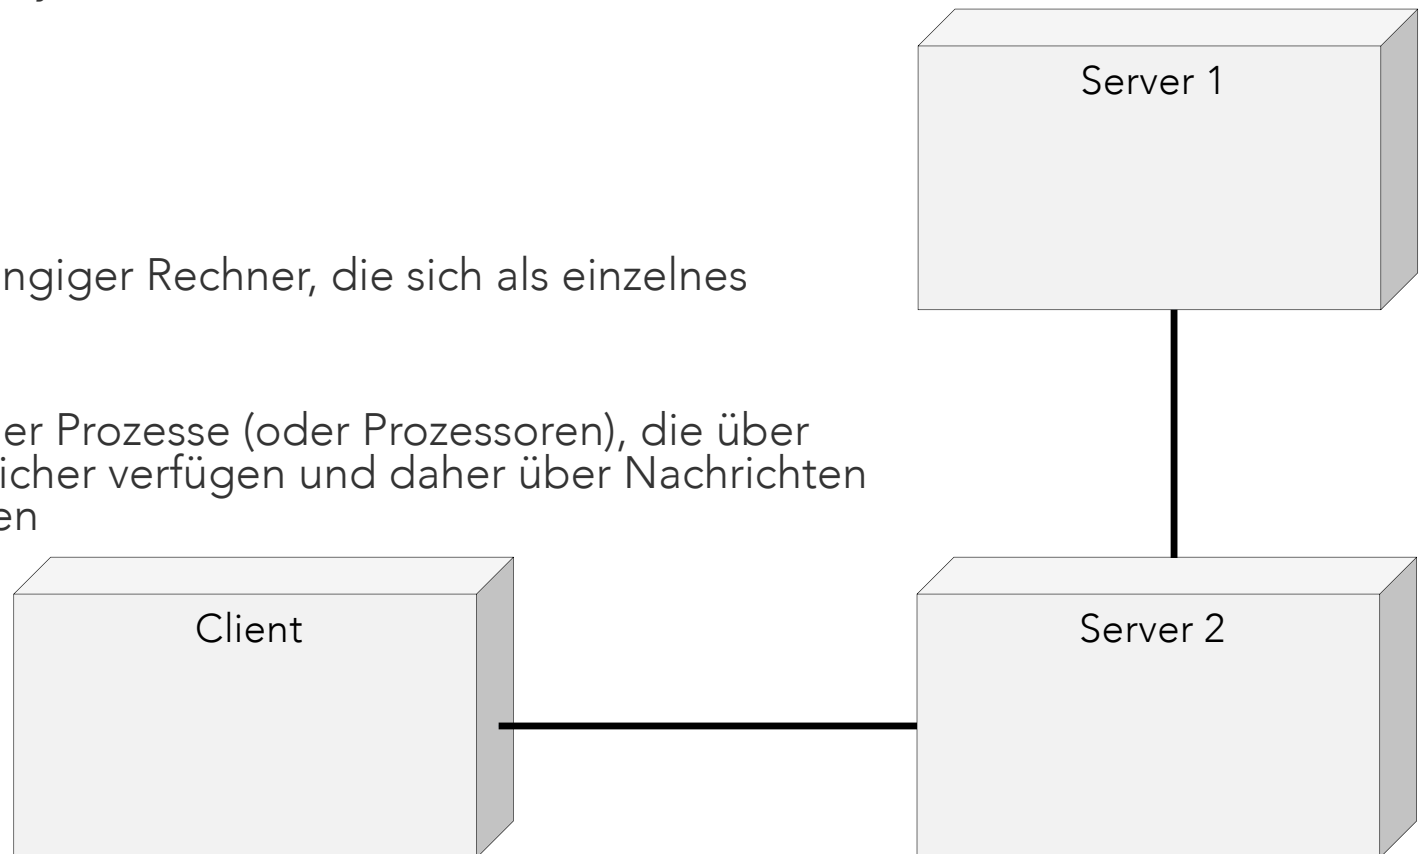 Server 1
ngiger Rechner, die sich als einzelnes
er Prozesse (oder Prozessoren), die über
icher verfügen und daher über Nachrichten
en
Client
Server 2